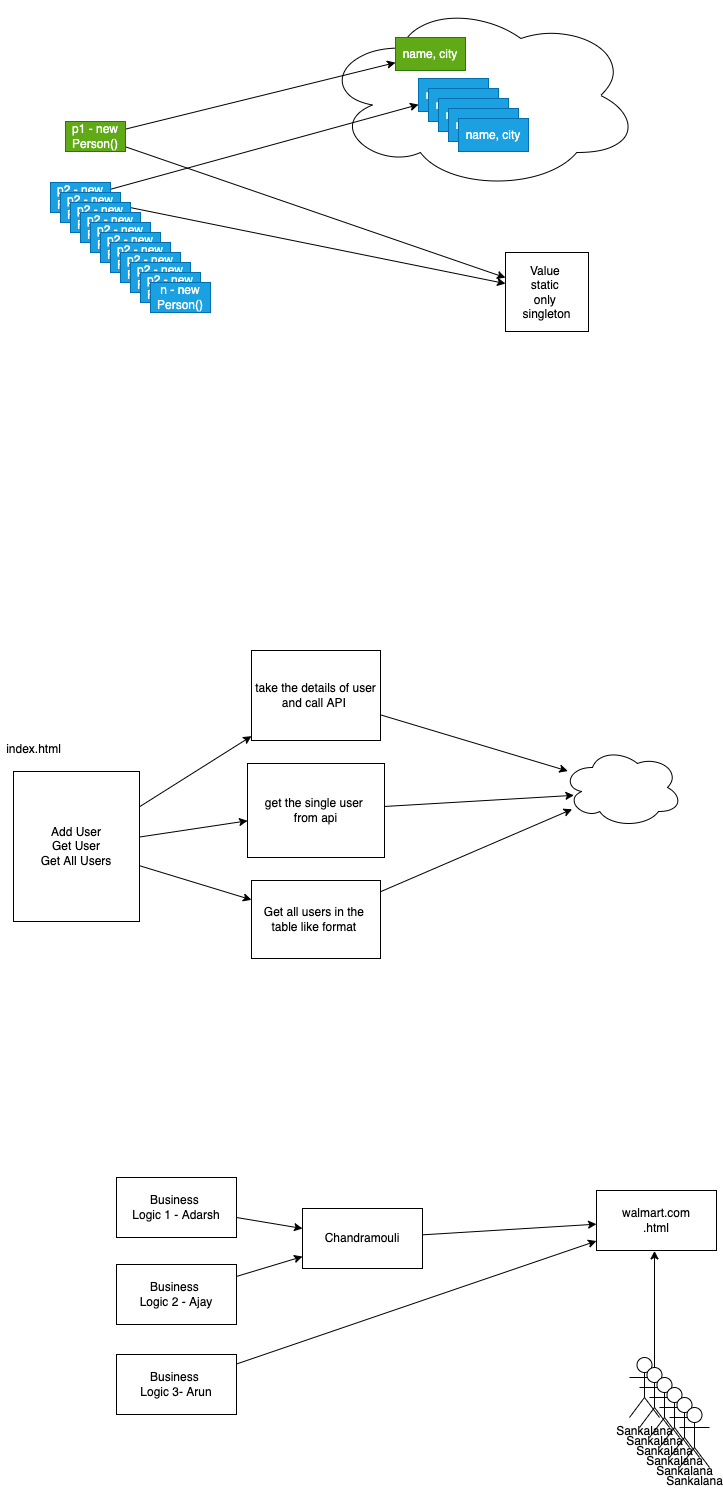 name, city
name, city
p1 - new
Person()
p2 - new
p2 - new
p2 - new
p2 - new
p2 - new
p2 - new
p2 - new
p2 - new
p2 - new
p2 - new
n - new
Person()
Value
static
only
singleton
take the details of user
and call API
index.html
Add User
Get User
Get All Users
get the single user
from api
Get all users in the
table like format
Business
Logic 1 - Adarsh
Chandramouli
walmart.com
.html
Business
Logic 2 - Ajay
Business
Logic 3- Arun
Sankalana
Sankalana
Sankalana
Sankalana
Sankalana
Sankalana